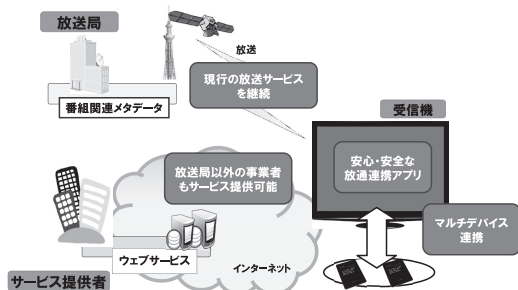 放送局
放送
現行の放送サービス
を継続
番組関連メタデータ
受信機
安心・安全な
放通連携アプリ
放送局以外の事業者
もサービス提供可能
マルチデバイス
連携
ウェブサービス
インターネット
サービス提供者